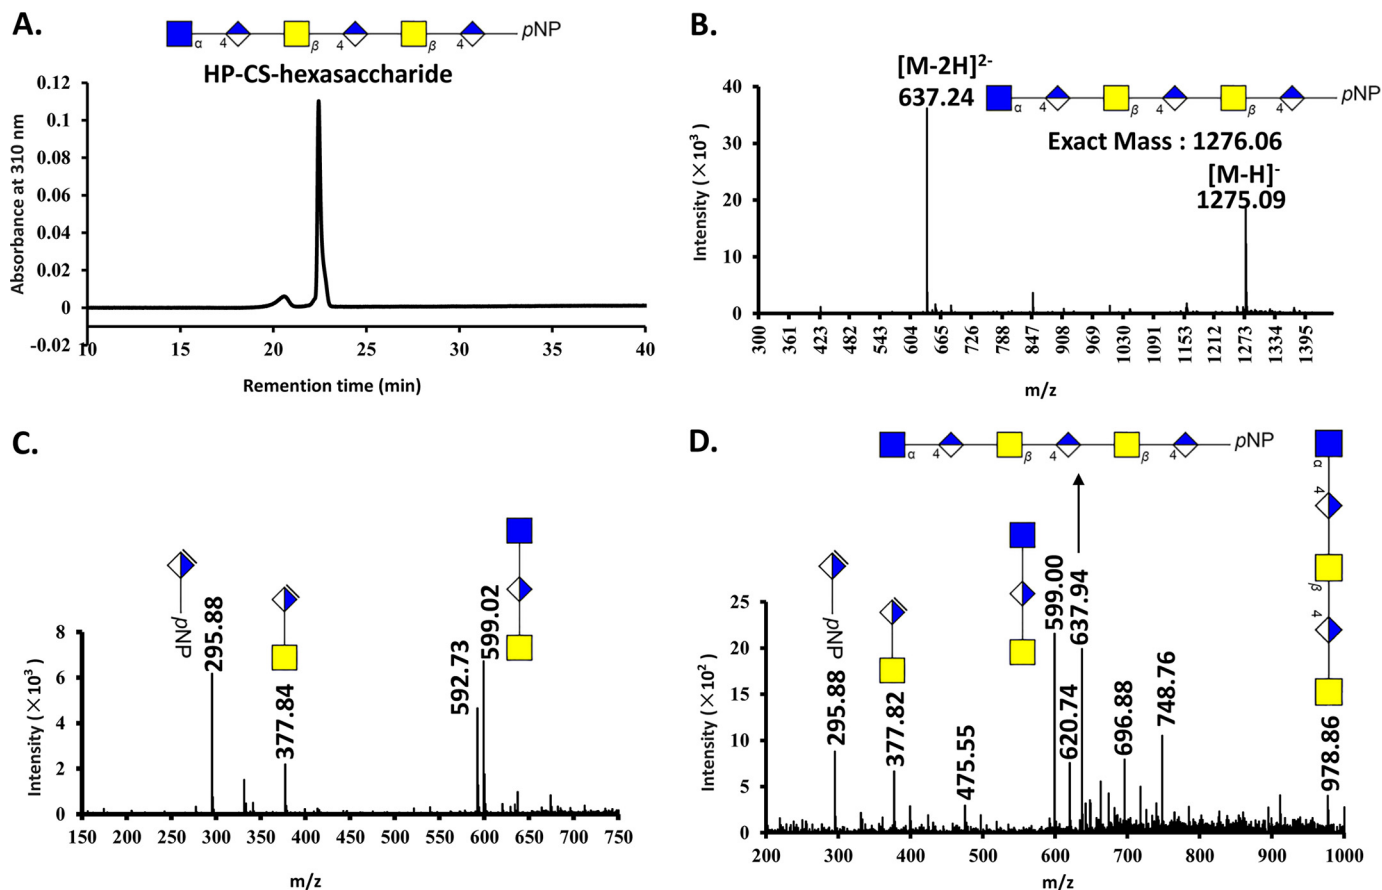 A.
α 4 β 4 β 4 pNP
HP-CS-hexasaccharide
0.12
0.1
0.08
0.06
0.04
0.02
0
-0.02
Absorbance at 310 nm
10 15 20 25 30 35 40
Remention time (min)
B.
[M-2H]2-
637.24
α 4 β 4 β 4 pNP
Exact Mass : 1276.06
[M-H]-
1275.09
40
30
20
10
0
Intensity (×10³)
300 361 423 482 543 604 665 726 788 847 908 969 1030 1091 1153 1212 1273 1334 1395
m/z
C.
pNP
295.88
377.84
592.73
599.02
8
6
4
2
0
Intensity (×10³)
150 200 250 300 350 400 450 500 550 600 650 700 750
m/z
D.
α 4 β 4 β 4 pNP
α 4 β 4
pNP
295.88
377.82
475.55
599.00
620.74
637.94
696.88
748.76
978.86
25
20
15
10
5
0
Intensity (×10²)
200 300 400 500 600 700 800 900 1000
m/z